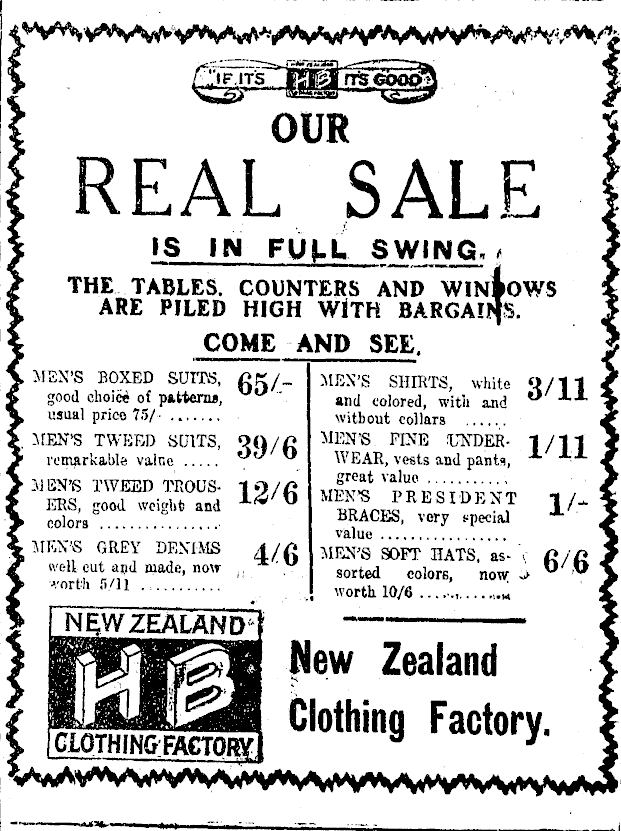 "IF IT'S HB IT'S GOOD"
OUR
REAL SALE
IS IN FULL SWING.
THE TABLES, COUNTERS AND WINDOWS
ARE PILED HIGH WITH BARGAINS.
COME AND SEE.
MEN'S BOXED SUITS,
good choice of patterns,
usual price 75/- .......
65/-
MEN'S TWEED SUITS,
remarkable value .....
39/6
MEN'S TWEED TROUS-
ERS, good weight and
colors ................
12/6
MEN'S GREY DENIMS
well cut and made, now
worth 5/11 ...........
4/6
MEN'S SHIRTS, white
and colored, with and
without collars ......
3/11
MEN'S FINE UNDER-
WEAR, vests and pants,
great value ...........
1/11
MEN'S PRESIDENT
BRACES, very special
value ................
1/-
MEN'S SOFT HATS, as-
sorted colors, now
worth 10/6 ...........
6/6
NEW ZEALAND
HB
CLOTHING FACTORY
New Zealand
Clothing Factory.